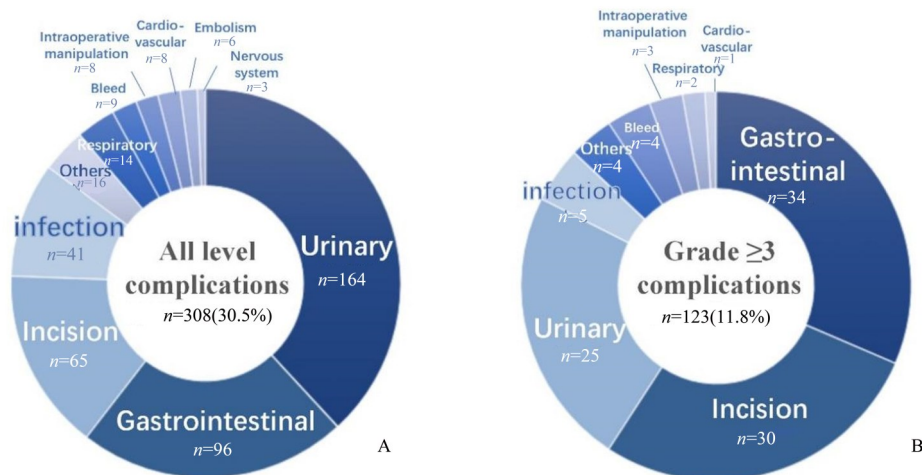 Cardio-
vascular
n=8
Embolism
n=6
Intraoperative
manipulation
n=8
Nervous
system
n=3
Bleed
n=9
Respiratory
n=14
Others
n=16
infection
n=41
Urinary
n=164
All level
complications
n=308(30.5%)
Incision
n=65
Gastrointestinal
n=96
A
Intraoperative
manipulation
n=3
Cardio-
vascular
n=1
Respiratory
n=2
Bleed
n=4
Others
n=4
infection
n=5
Gastro-
intestinal
n=34
Grade ≥3
complications
n=123(11.8%)
Urinary
n=25
Incision
n=30
B